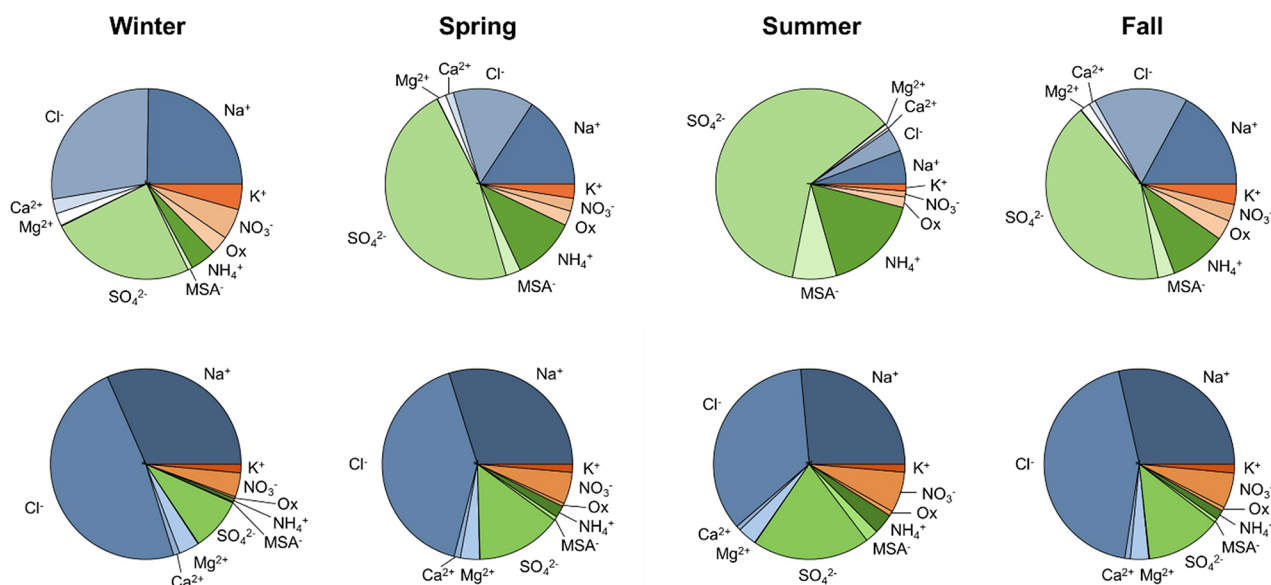 Winter
Spring
Summer
Fall
Cl⁻
Na⁺
Ca²⁺
Mg²⁺
K⁺
NO₃⁻
Ox
NH₄⁺
MSA⁻
SO₄²⁻
Mg²⁺
Ca²⁺
Cl⁻
Na⁺
SO₄²⁻
K⁺
NO₃⁻
Ox
NH₄⁺
MSA⁻
SO₄²⁻
Mg²⁺
Ca²⁺
Cl⁻
Na⁺
K⁺
NO₃⁻
Ox
NH₄⁺
MSA⁻
Ca²⁺
Mg²⁺
Cl⁻
Na⁺
SO₄²⁻
K⁺
NO₃⁻
Ox
NH₄⁺
MSA⁻
Na⁺
Cl⁻
K⁺
NO₃⁻
Ox
NH₄⁺
MSA⁻
SO₄²⁻
Mg²⁺
Ca²⁺
Na⁺
Cl⁻
K⁺
NO₃⁻
Ox
NH₄⁺
MSA⁻
SO₄²⁻
Ca²⁺ Mg²⁺
Na⁺
Cl⁻
K⁺
NO₃⁻
Ox
NH₄⁺
MSA⁻
Ca²⁺
Mg²⁺
SO₄²⁻
Na⁺
Cl⁻
K⁺
NO₃⁻
Ox
NH₄⁺
MSA⁻
SO₄²⁻
Ca²⁺ Mg²⁺